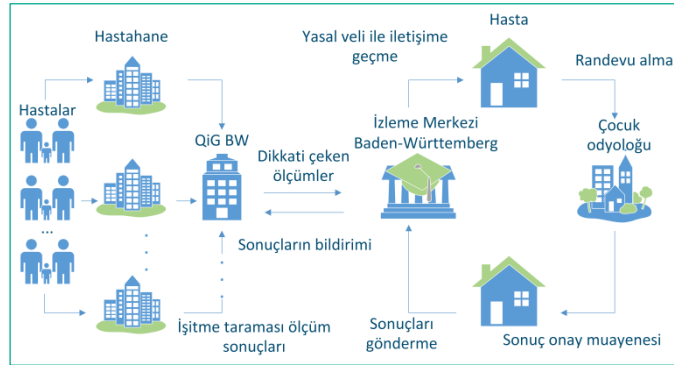 Hastahane
Hastalar
QiG BW
Dikkati çeken
ölçümler
Sonuçların bildirimi
İşitme taraması ölçüm
sonuçları
...
Yasal veli ile iletişime
geçme
İzleme Merkezi
Baden-Württemberg
Hasta
Randevu alma
Çocuk
odyoloğu
Sonuç onay muayenesi
Sonuçları
gönderme